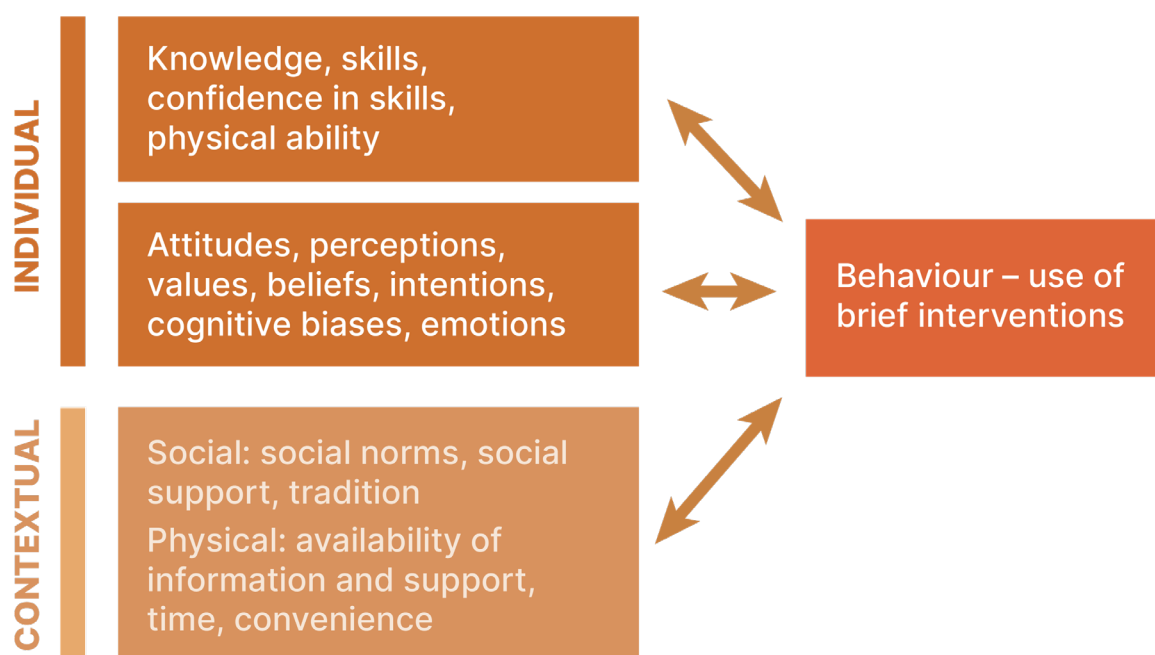 INDIVIDUAL
Knowledge, skills,
confidence in skills,
physical ability
Attitudes, perceptions,
values, beliefs, intentions,
cognitive biases, emotions
CONTEXTUAL
Social: social norms, social
support, tradition
Physical: availability of
information and support,
time, convenience
Behaviour – use of
brief interventions